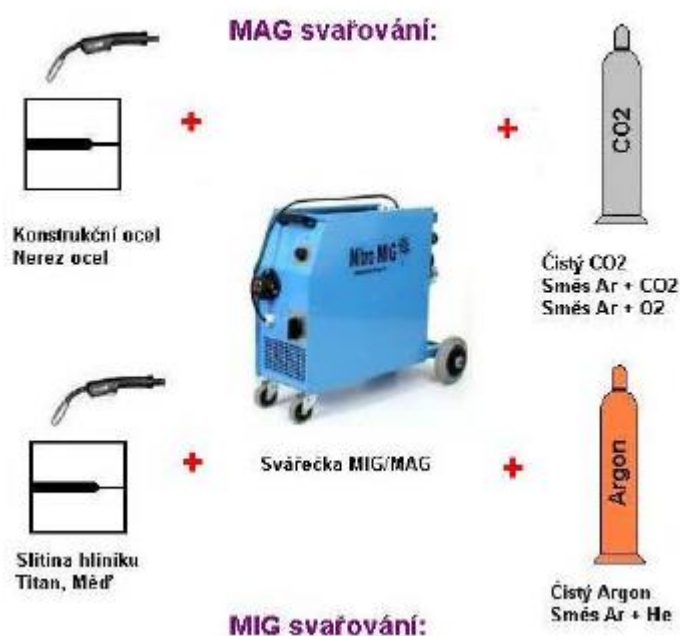 MAG svařování:
CO2
Konstrukční ocel
Nerez ocel
Čistý CO2
Směs Ar + CO2
Směs Ar + O2
Svářečka MIG/MAG
Argon
Slitina hliníku
Titan, Měď
Čistý Argon
Směs Ar + He
MIG svařování: